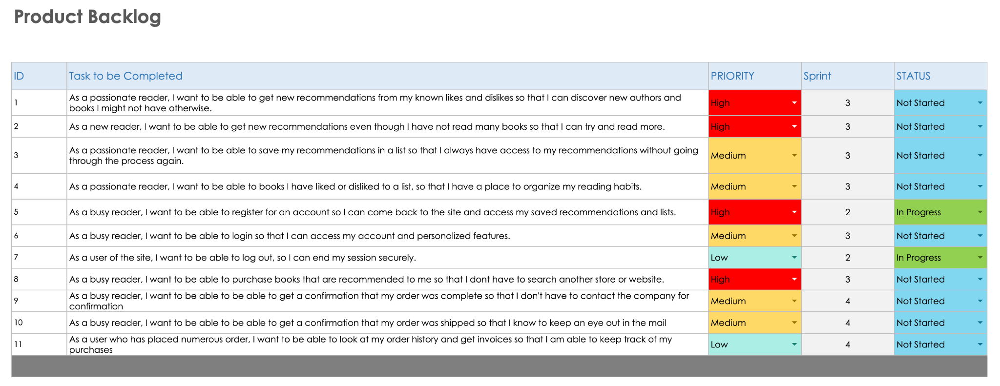 Product Backlog
ID Task to be Completed PRIORITY Sprint STATUS
1 As a passionate reader, I want to be able to get new recommendations from my known likes and dislikes so that I can discover new authors and
books I might not have otherwise. High 3 Not Started
2 As a new reader, I want to be able to get new recommendations even though I have not read many books so that I can try and read more. High 3 Not Started
3 As a passionate reader, I want to be able to save my recommendations in a list so that I always have access to my recommendations without going
through the process again. Medium 3 Not Started
4 As a passionate reader, I want to be able to books I have liked or disliked to a list, so that I have a place to organize my reading habits. Medium 3 Not Started
5 As a busy reader, I want to be able to register for an account so I can come back to the site and access my saved recommendations and lists. High 2 In Progress
6 As a busy reader, I want to be able to login so that I can access my account and personalized features. Medium 3 Not Started
7 As a user of the site, I want to be able to log out, so I can end my session securely. Low 2 In Progress
8 As a busy reader, I want to be able to purchase books that are recommended to me so that I dont have to search another store or website. High 3 Not Started
9 As a busy reader, I want to be able to be able to get a confirmation that my order was complete so that I don't have to contact the company for
confirmation Medium 4 Not Started
10 As a busy reader, I want to be able to be able to get a confirmation that my order was shipped so that I know to keep an eye out in the mail Medium 4 Not Started
11 As a user who has placed numerous order, I want to be able to look at my order history and get invoices so that I am able to keep track of my
purchases Low 4 Not Started